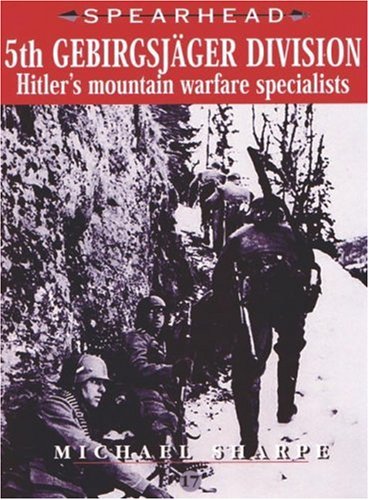 SPEARHEAD
5th GEBIRGSJÄGER DIVISION
Hitler's mountain warfare specialists
MICHAEL SHARPE
17